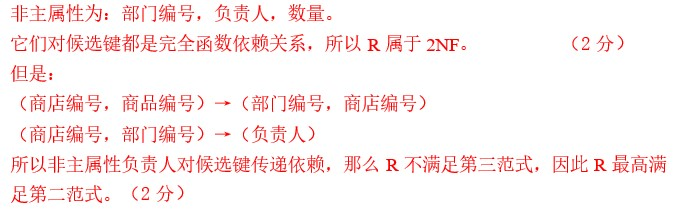 非主属性为：部门编号，负责人，数量。
它们对候选键都是完全函数依赖关系，所以 R 属于 2NF。 （2 分）
但是：
（商店编号，商品编号）→（部门编号，商店编号）
（商店编号，部门编号）→（负责人）
所以非主属性负责人对候选键传递依赖，那么 R 不满足第三范式，因此 R 最高满
足第二范式。（2 分）